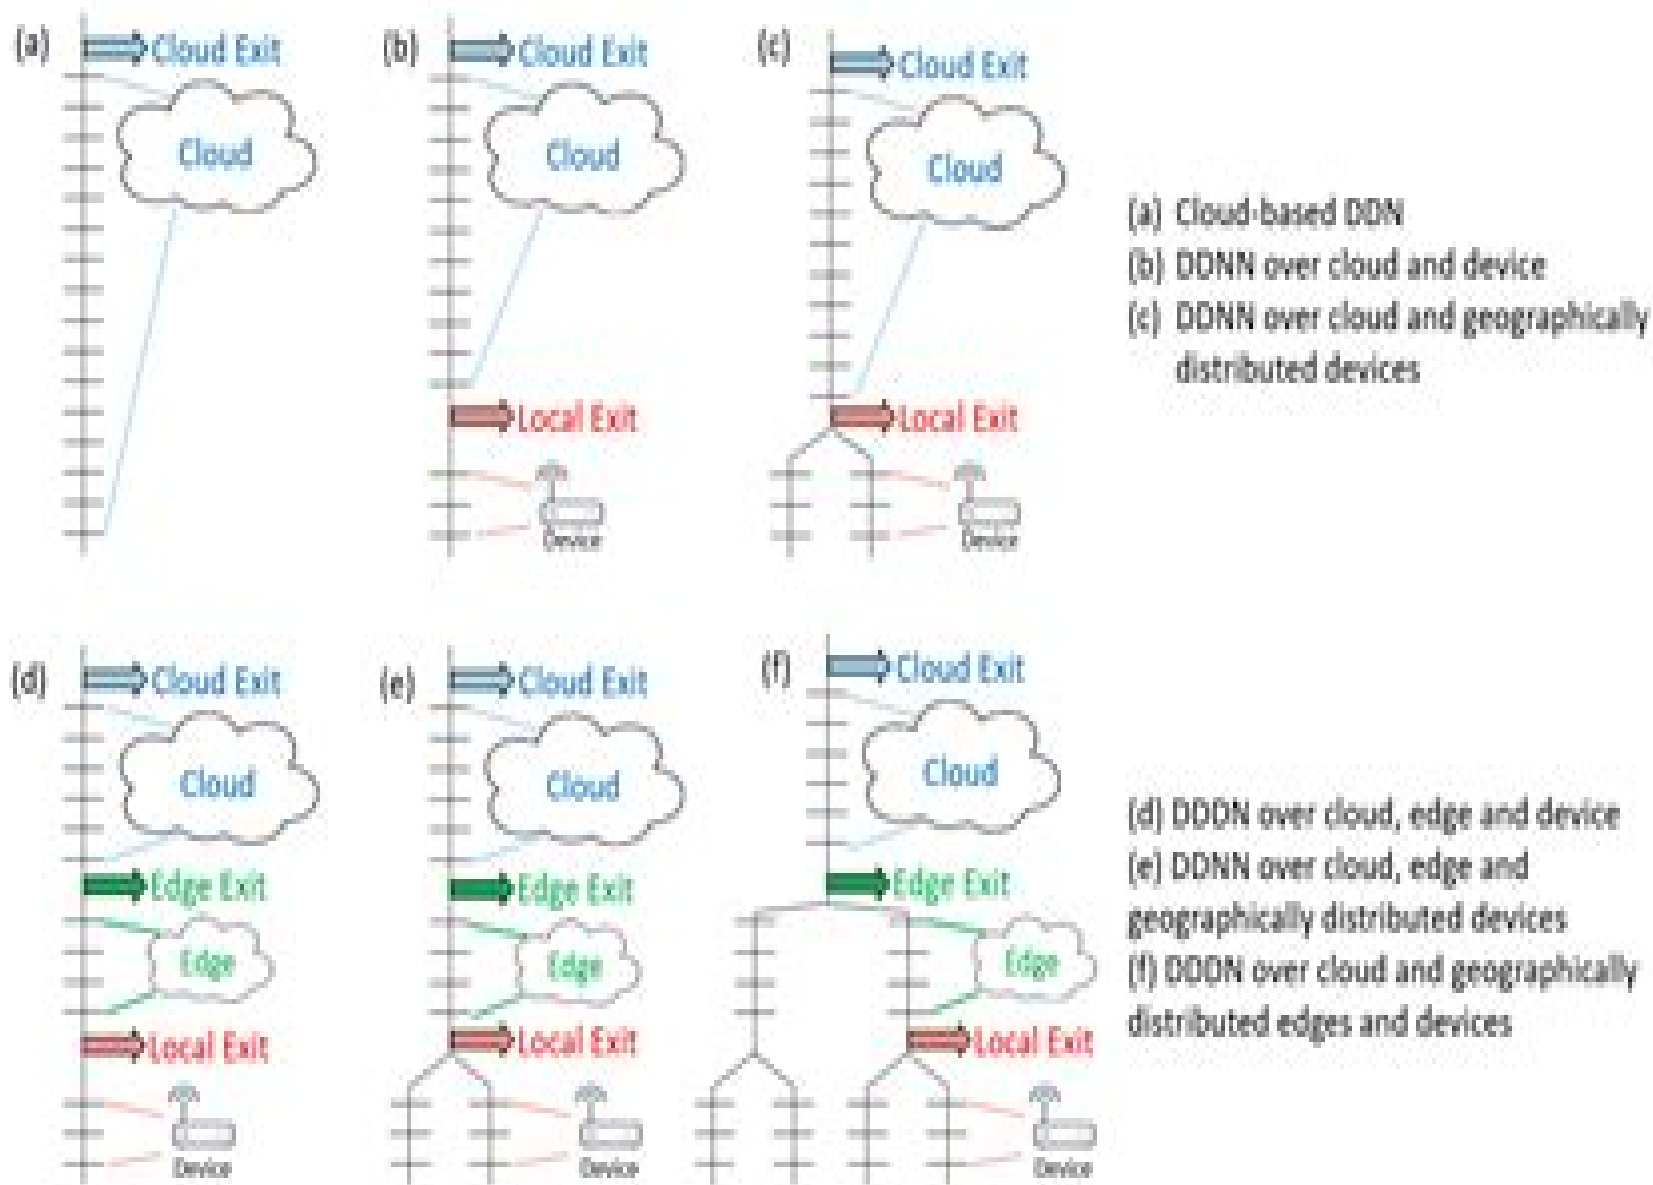 (a)
Cloud Exit
Cloud
(b)
Cloud Exit
Cloud
Local Exit
Device
(c)
Cloud Exit
Cloud
Local Exit
Device
(a) Cloud-based DDN
(b) DDNN over cloud and device
(c) DDNN over cloud and geographically
distributed devices
(d)
Cloud Exit
Cloud
Edge Exit
Edge
Local Exit
Device
(e)
Cloud Exit
Cloud
Edge Exit
Edge
Local Exit
Device
(f)
Cloud Exit
Cloud
Edge Exit
Edge
Local Exit
Device
(d) DDDN over cloud, edge and device
(e) DDNN over cloud, edge and
geographically distributed devices
(f) DDDN over cloud and geographically
distributed edges and devices